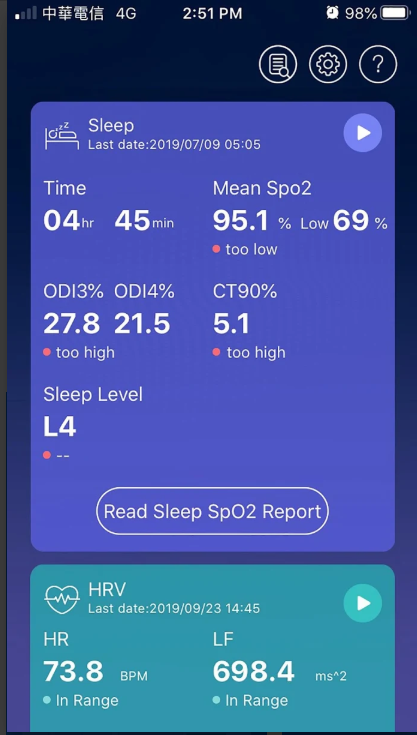 中華電信 4G 2:51 PM 98%
?
Sleep
Last date:2019/07/09 05:05
Time Mean Spo2
04hr 45min 95.1 % Low 69 %
too low
ODI3% ODI4% CT90%
27.8 21.5 5.1
too high too high
Sleep Level
L4
--
Read Sleep SpO2 Report
HRV
Last date:2019/09/23 14:45
HR LF
73.8 BPM 698.4 ms^2
In Range In Range